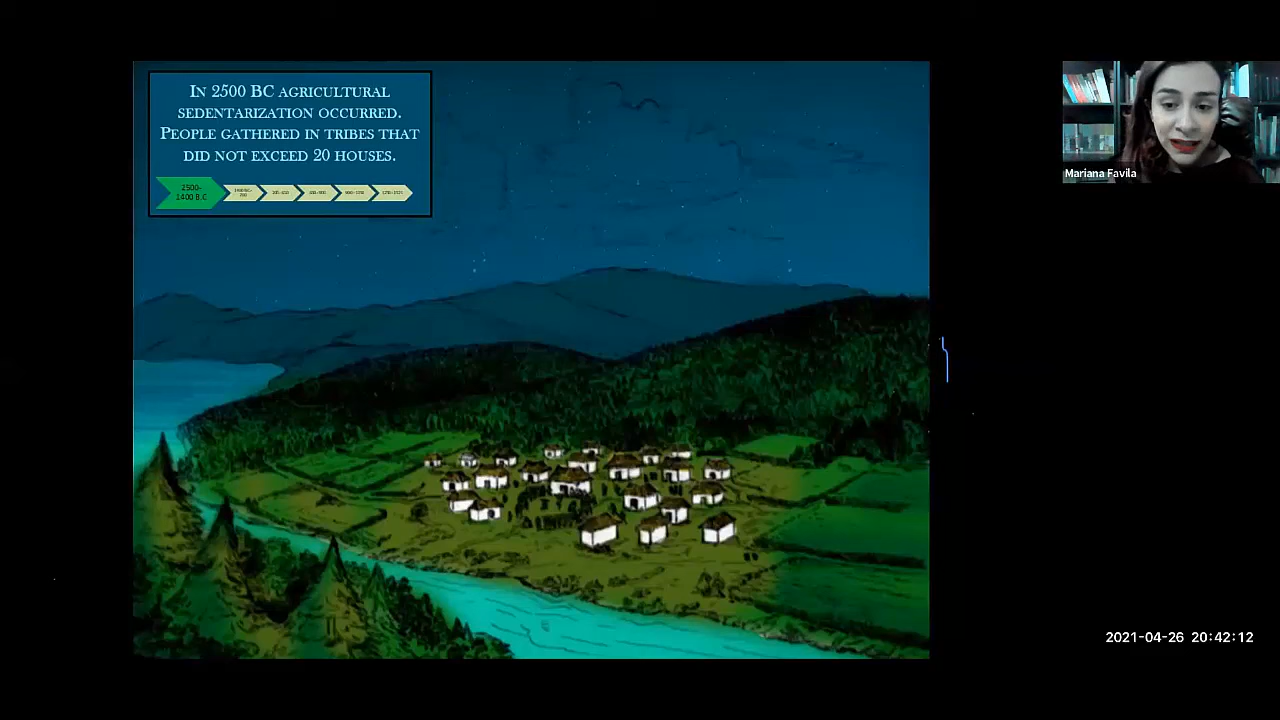 IN 2500 BC AGRICULTURAL
SEDENTARIZATION OCCURRED.
PEOPLE GATHERED IN TRIBES THAT
DID NOT EXCEED 20 HOUSES.
2500-
1400 B.C
Mariana Favila
2021-04-26 20:42:12